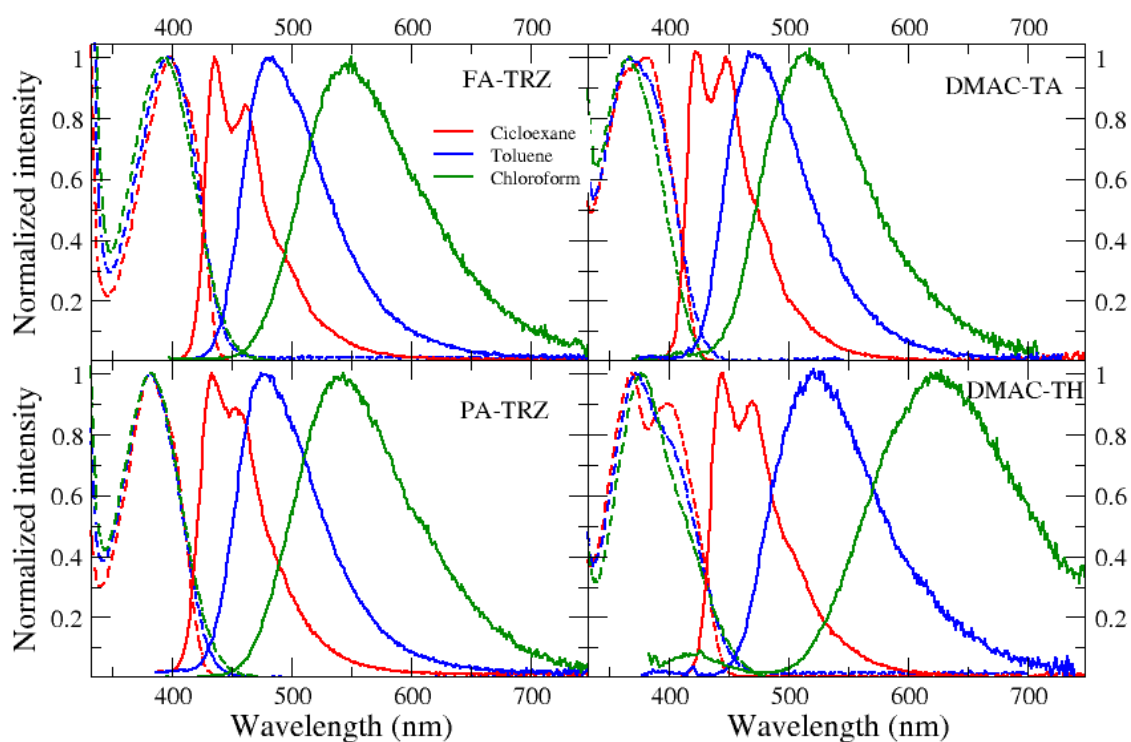 400 500 600 700 400 500 600 700
1 FA-TRZ DMAC-TA 1
0.8 Cicloexane 0.8
Toluene
0.6 Chloroform 0.6
0.4 0.4
0.2 0.2
Normalized intensity
1 PA-TRZ DMAC-TH 1
0.8 0.8
0.6 0.6
0.4 0.4
0.2 0.2
Normalized intensity
400 500 600 700 400 500 600 700
Wavelength (nm) Wavelength (nm)